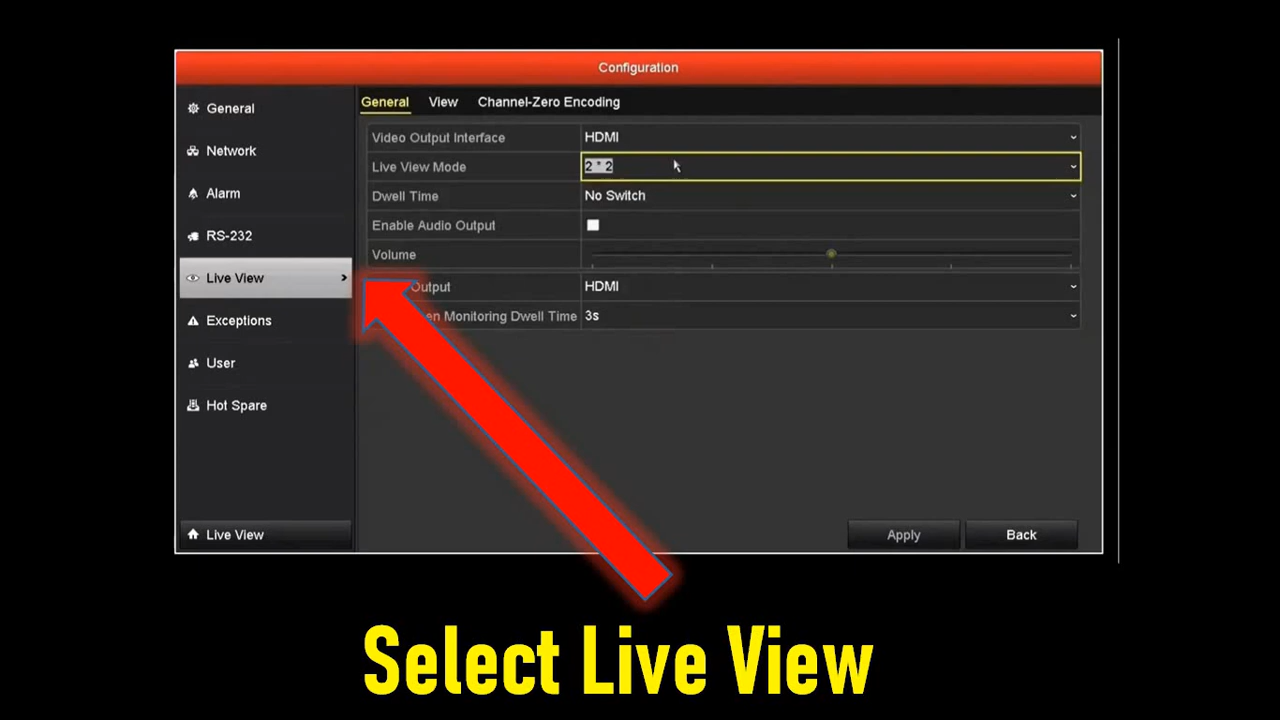 Configuration
General
Network
Alarm
RS-232
Live View
Exceptions
User
Hot Spare
Live View
General View Channel-Zero Encoding
Video Output Interface HDMI
Live View Mode 2 * 2
Dwell Time No Switch
Enable Audio Output
Volume
Output HDMI
Monitoring Dwell Time 3s
Apply Back
Select Live View